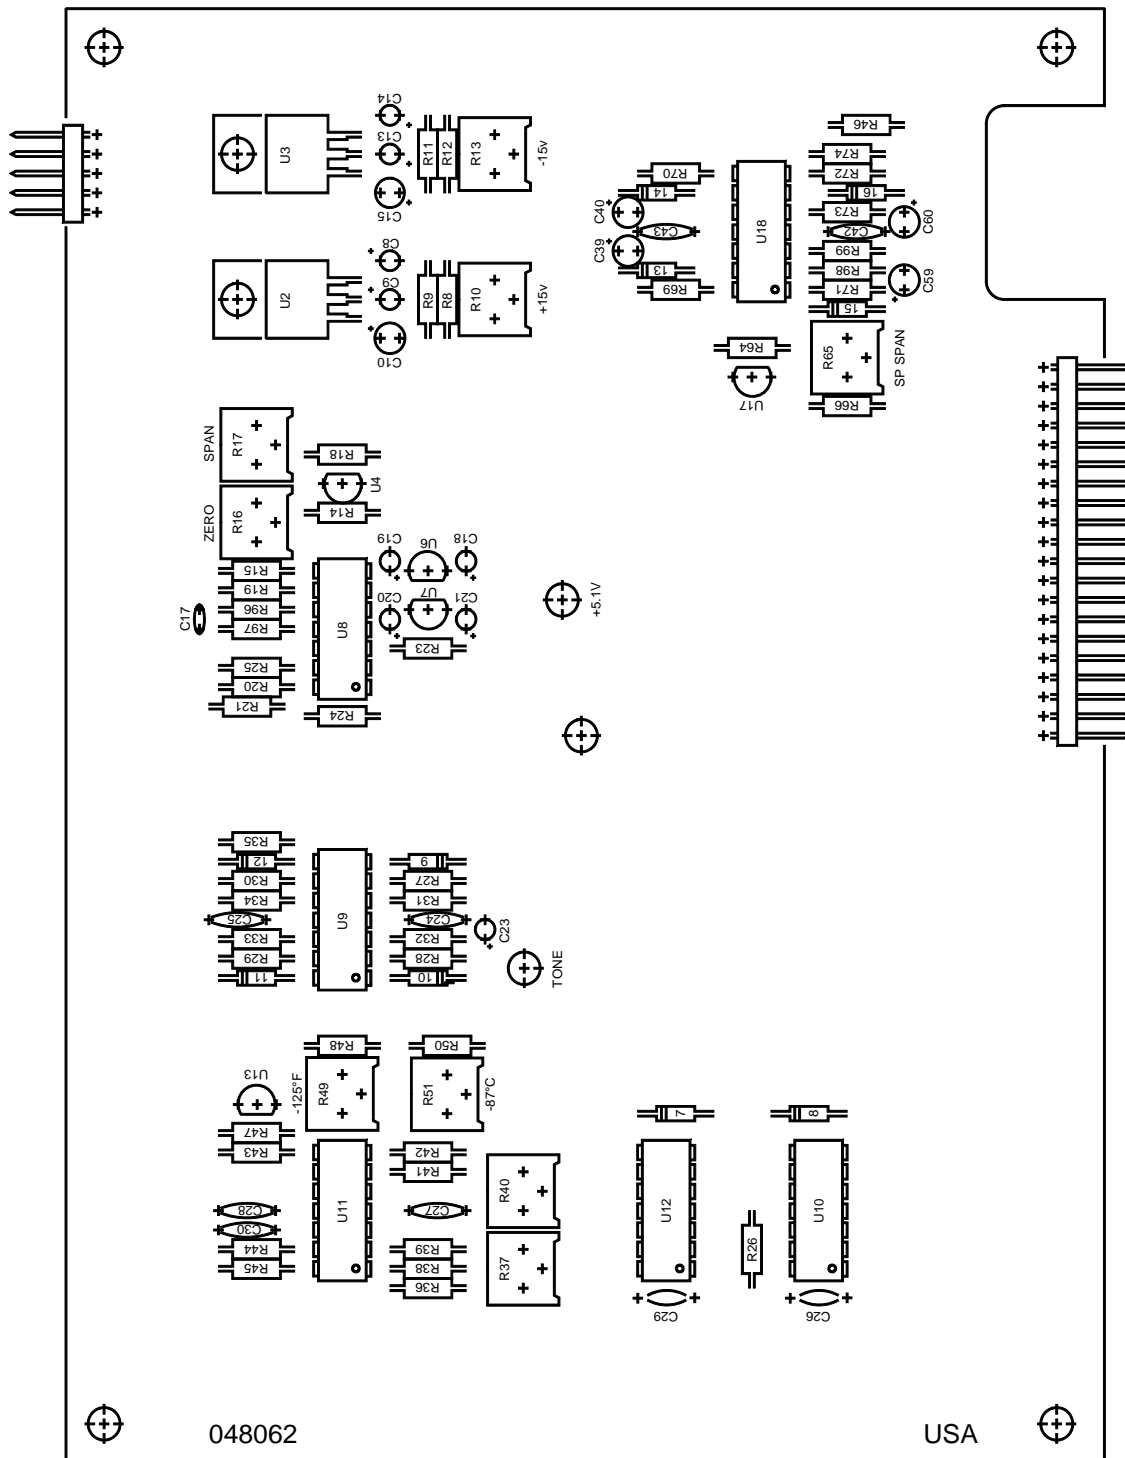 C14
C13
C15
U3
R11
R12
R13
-15v
R46
R74
R72
16
R73
C42
C60
R99
R98
R71
C59
15
R70
14
C40
C43
C39
13
R69
U18
C8
C9
C10
U2
R9
R8
R10
+15v
R64
U17
R65
SP SPAN
R66
SPAN
R17
R18
U4
ZERO
R16
R14
C19
U6
C18
R15
R19
R96
R97
C17
U8
C20
U7
C21
R23
+5.1V
R25
R20
R21
R24
R35
12
R30
R34
C25
R33
R29
11
U9
9
R27
R31
C24
C23
R32
R28
10
TONE
R48
R50
U13
-125°F
R49
R51
-87°C
R47
R43
R42
R41
7
8
C28
C30
R44
R45
U11
C27
R40
R39
R38
R36
R37
U12
R26
U10
C29
C26
048062
USA